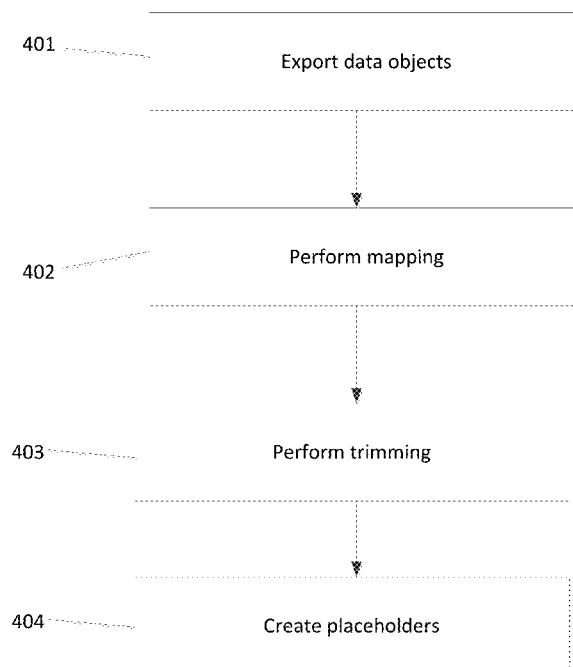 401
Export data objects
402
Perform mapping
403
Perform trimming
404
Create placeholders